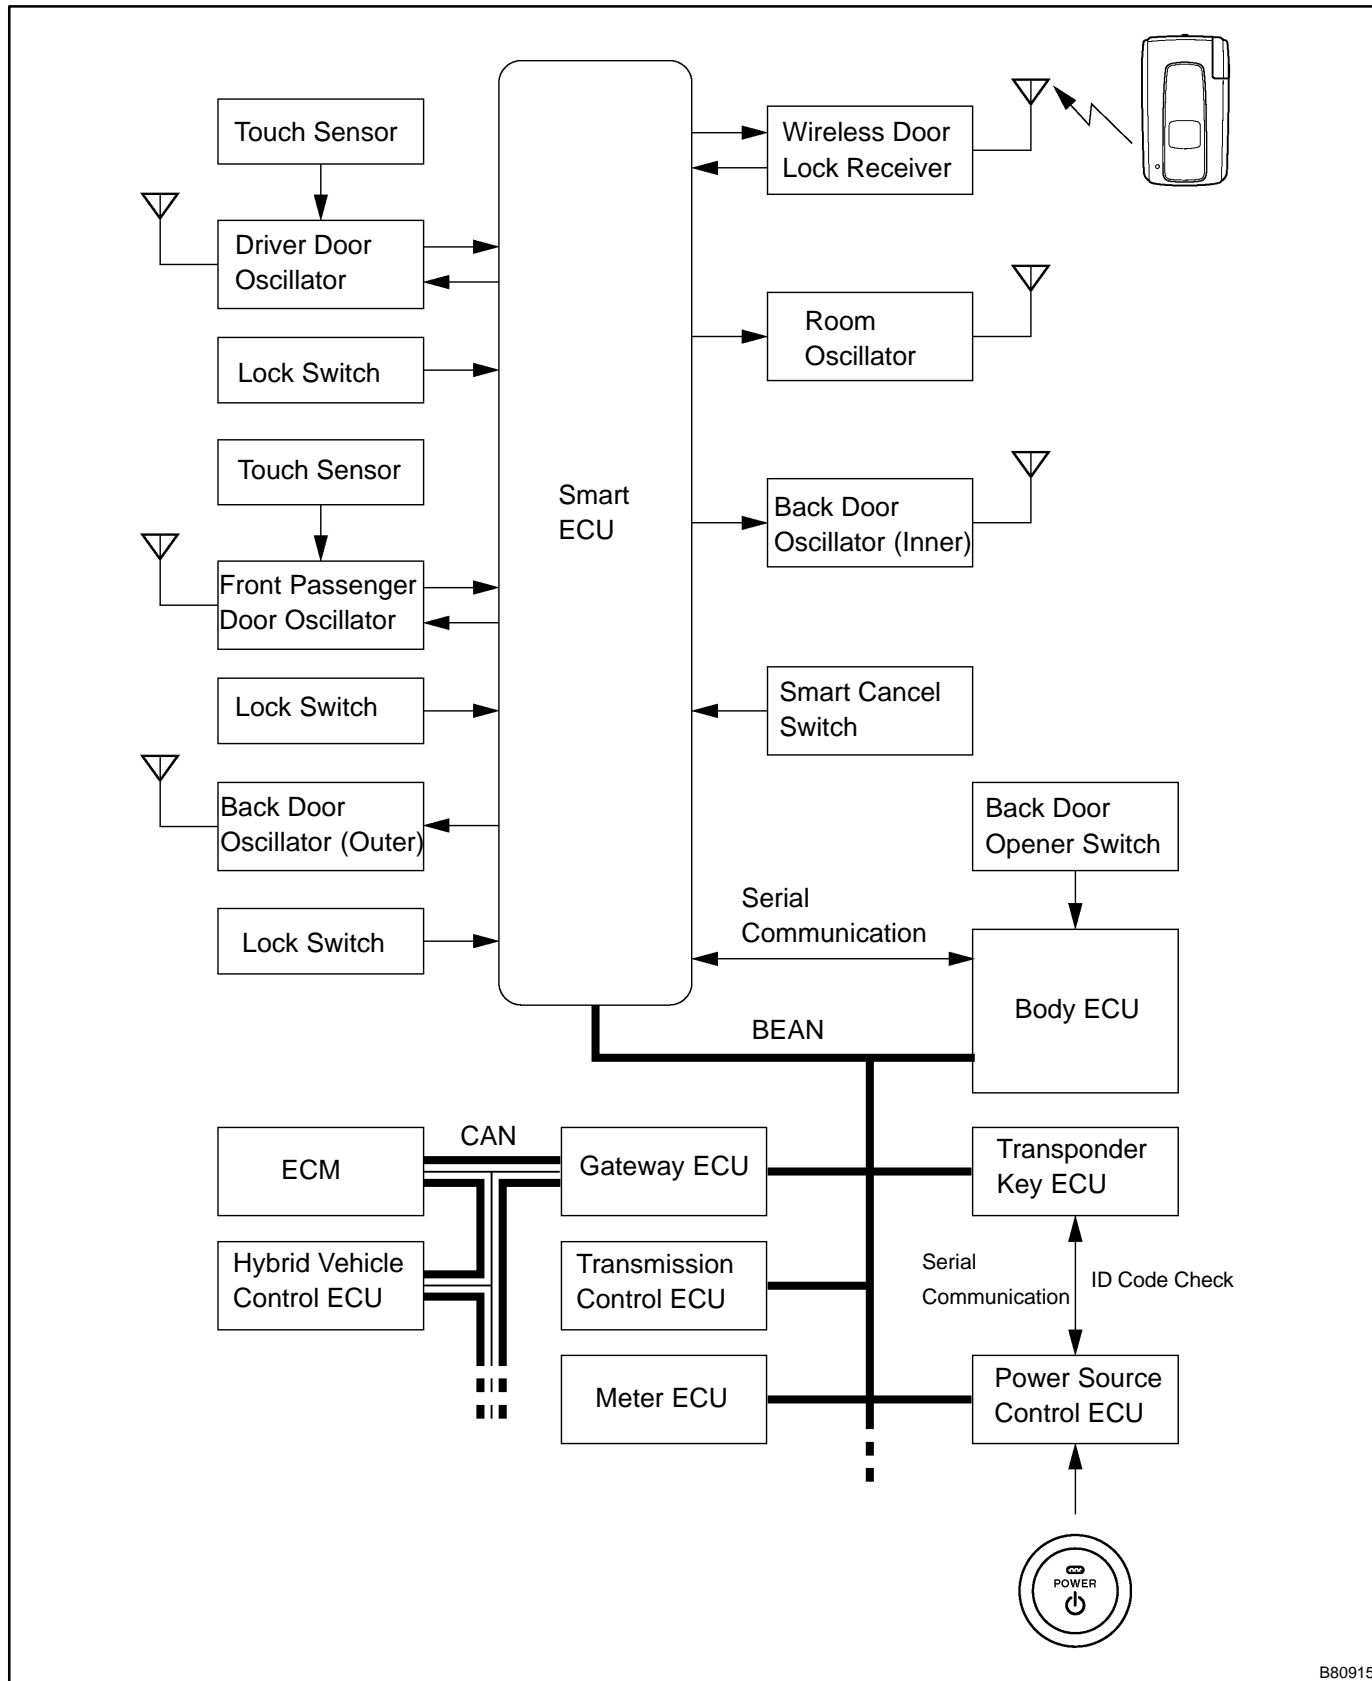 Touch Sensor
Driver Door
Oscillator
Lock Switch
Touch Sensor
Front Passenger
Door Oscillator
Lock Switch
Back Door
Oscillator (Outer)
Lock Switch
Smart
ECU
Wireless Door
Lock Receiver
Room
Oscillator
Back Door
Oscillator (Inner)
Smart Cancel
Switch
Back Door
Opener Switch
Serial
Communication
Body ECU
BEAN
CAN
ECM
Gateway ECU
Transponder
Key ECU
Hybrid Vehicle
Control ECU
Transmission
Control ECU
Serial
Communication
ID Code Check
Meter ECU
Power Source
Control ECU
POWER
B80915